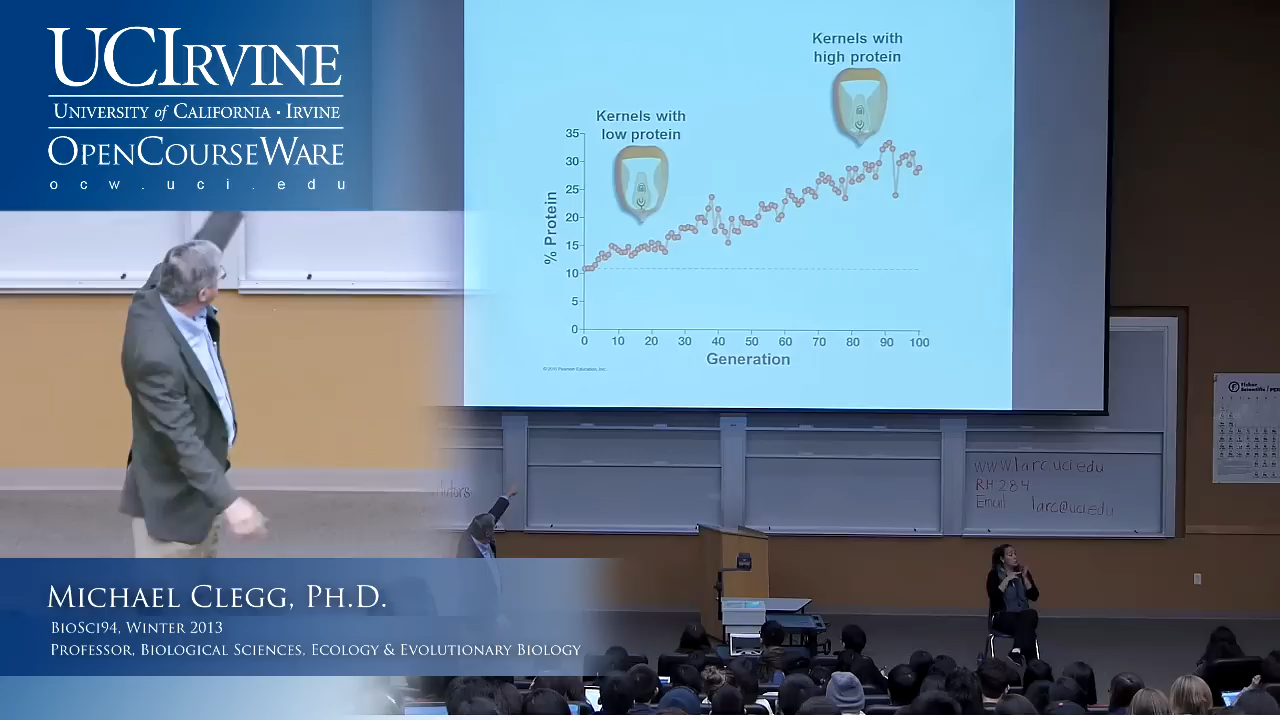 UCIRVINE
UNIVERSITY of CALIFORNIA · IRVINE
OPENCOURSEWARE
ocw.uci.edu
Kernels with
high protein
Kernels with
low protein
% Protein
35
30
25
20
15
10
5
0
0 10 20 30 40 50 60 70 80 90 100
Generation
www.larc.uci.edu
RH 284
Email larc@uci.edu
Fisher
Scientific
MICHAEL CLEGG, PH.D.
BIOSCI94, WINTER 2013
PROFESSOR, BIOLOGICAL SCIENCES, ECOLOGY & EVOLUTIONARY BIOLOGY